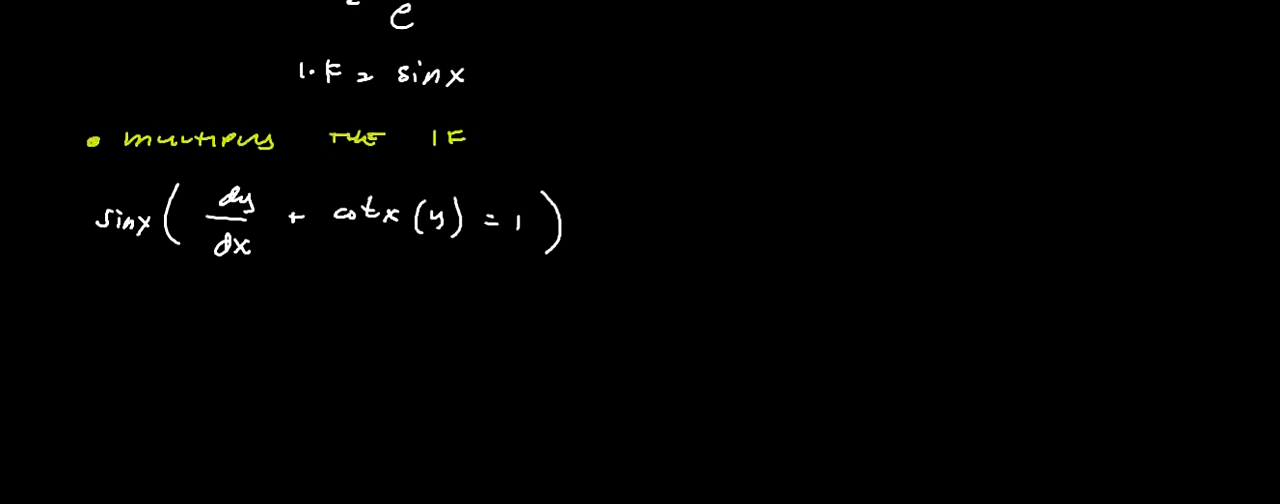 e
I.F = sinx
• MULTIPLY THE IF
sinx ( dy/dx + cotx (y) = 1 )